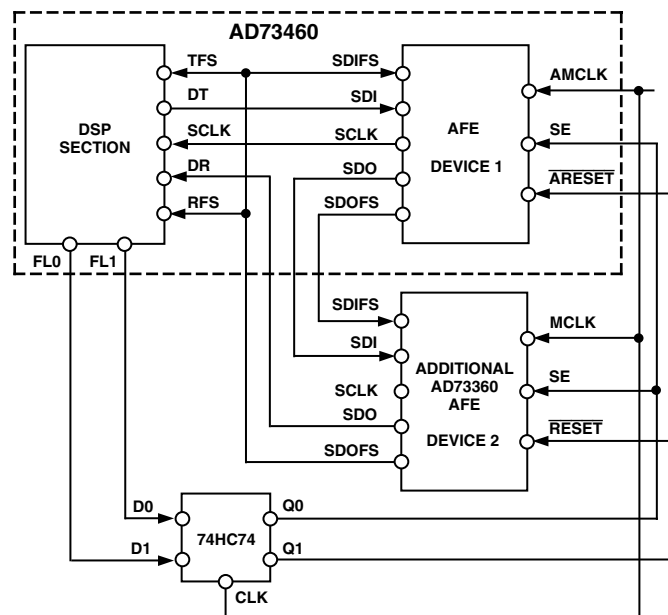 AD73460
TFS
SDIFS
AMCLK
DT
SDI
DSP
SECTION
AFE
DEVICE 1
SCLK
SCLK
SE
DR
SDO
ARESET
RFS
SDOFS
FL0
FL1
SDIFS
MCLK
SDI
ADDITIONAL
AD73360
AFE
DEVICE 2
SCLK
SE
SDO
RESET
SDOFS
D0
74HC74
Q0
D1
Q1
CLK